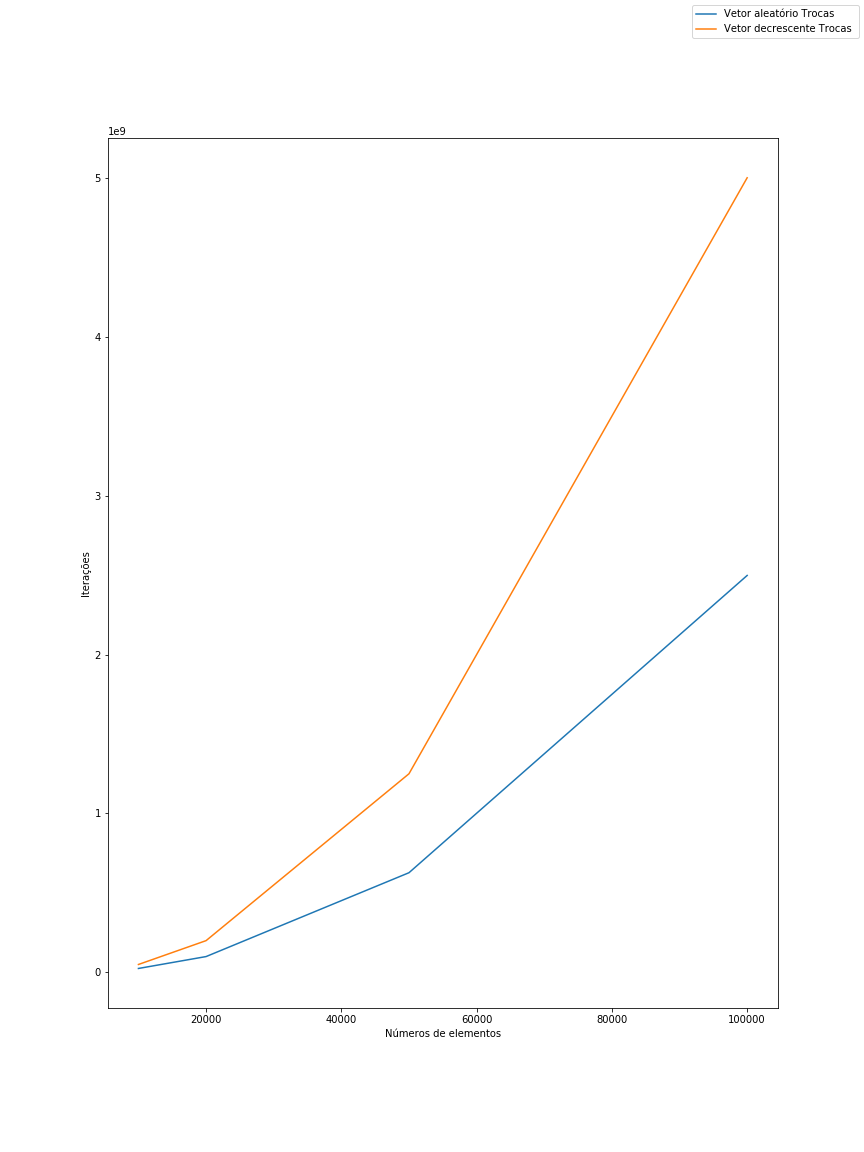 Vetor aleatório Trocas
Vetor decrescente Trocas
1e9
5
4
3
2
1
0
Iterações
20000
40000
60000
80000
100000
Números de elementos